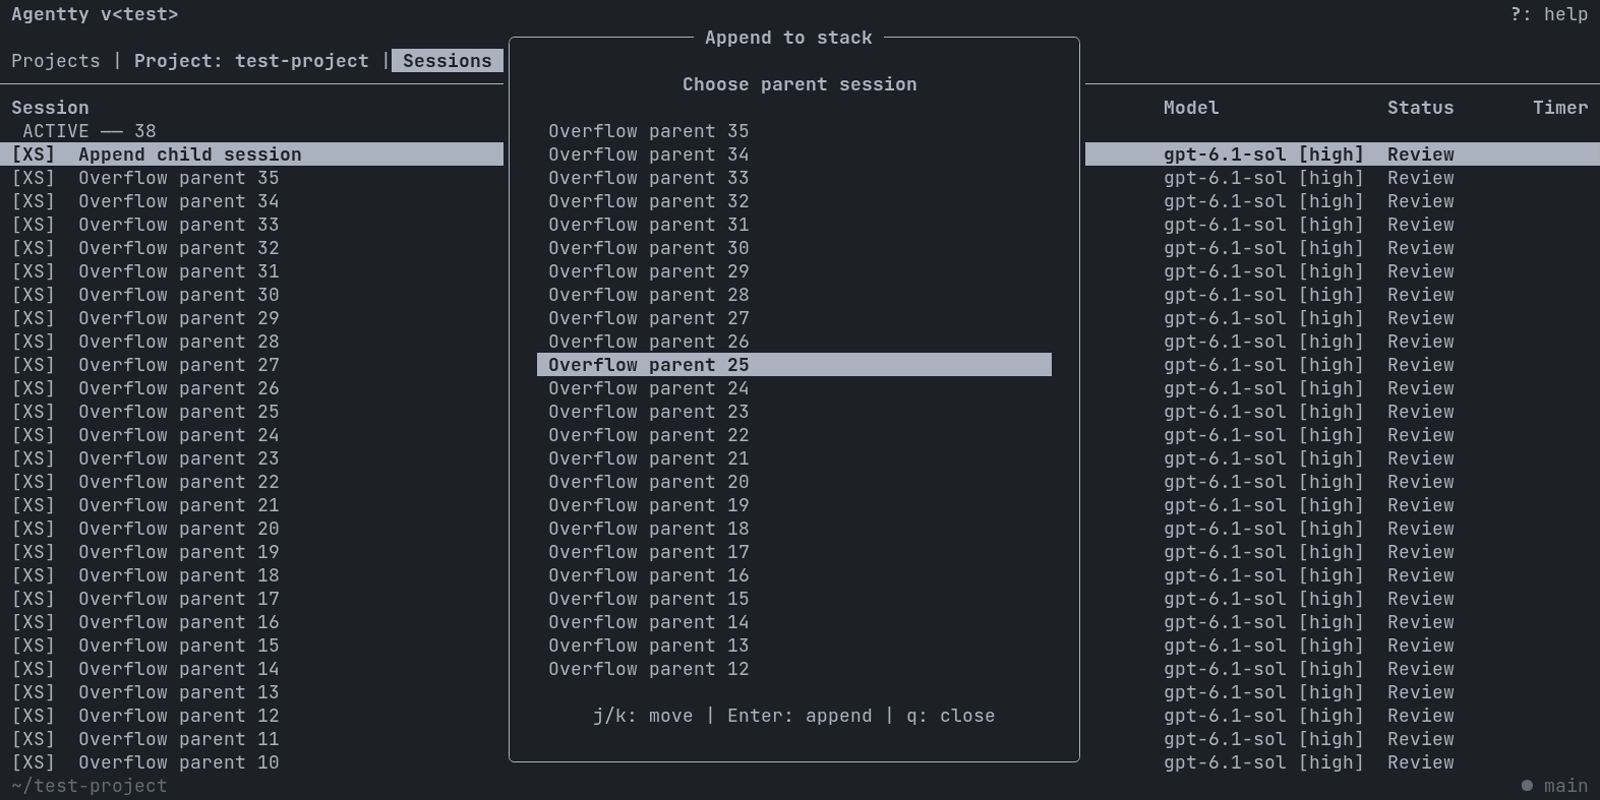 Agentty v<test> ?: help
Append to stack
Projects | Project: test-project | Sessions
Choose parent session
Session Model Status Timer
ACTIVE —— 38 Overflow parent 35
[XS] Append child session Overflow parent 34 gpt-6.1-sol [high] Review
[XS] Overflow parent 35 Overflow parent 33 gpt-6.1-sol [high] Review
[XS] Overflow parent 34 Overflow parent 32 gpt-6.1-sol [high] Review
[XS] Overflow parent 33 Overflow parent 31 gpt-6.1-sol [high] Review
[XS] Overflow parent 32 Overflow parent 30 gpt-6.1-sol [high] Review
[XS] Overflow parent 31 Overflow parent 29 gpt-6.1-sol [high] Review
[XS] Overflow parent 30 Overflow parent 28 gpt-6.1-sol [high] Review
[XS] Overflow parent 29 Overflow parent 27 gpt-6.1-sol [high] Review
[XS] Overflow parent 28 Overflow parent 26 gpt-6.1-sol [high] Review
[XS] Overflow parent 27 Overflow parent 25 gpt-6.1-sol [high] Review
[XS] Overflow parent 26 Overflow parent 24 gpt-6.1-sol [high] Review
[XS] Overflow parent 25 Overflow parent 23 gpt-6.1-sol [high] Review
[XS] Overflow parent 24 Overflow parent 22 gpt-6.1-sol [high] Review
[XS] Overflow parent 23 Overflow parent 21 gpt-6.1-sol [high] Review
[XS] Overflow parent 22 Overflow parent 20 gpt-6.1-sol [high] Review
[XS] Overflow parent 21 Overflow parent 19 gpt-6.1-sol [high] Review
[XS] Overflow parent 20 Overflow parent 18 gpt-6.1-sol [high] Review
[XS] Overflow parent 19 Overflow parent 17 gpt-6.1-sol [high] Review
[XS] Overflow parent 18 Overflow parent 16 gpt-6.1-sol [high] Review
[XS] Overflow parent 17 Overflow parent 15 gpt-6.1-sol [high] Review
[XS] Overflow parent 16 Overflow parent 14 gpt-6.1-sol [high] Review
[XS] Overflow parent 15 Overflow parent 13 gpt-6.1-sol [high] Review
[XS] Overflow parent 14 Overflow parent 12 gpt-6.1-sol [high] Review
[XS] Overflow parent 13 gpt-6.1-sol [high] Review
[XS] Overflow parent 12 j/k: move | Enter: append | q: close gpt-6.1-sol [high] Review
[XS] Overflow parent 11 gpt-6.1-sol [high] Review
[XS] Overflow parent 10 gpt-6.1-sol [high] Review
~/test-project ● main